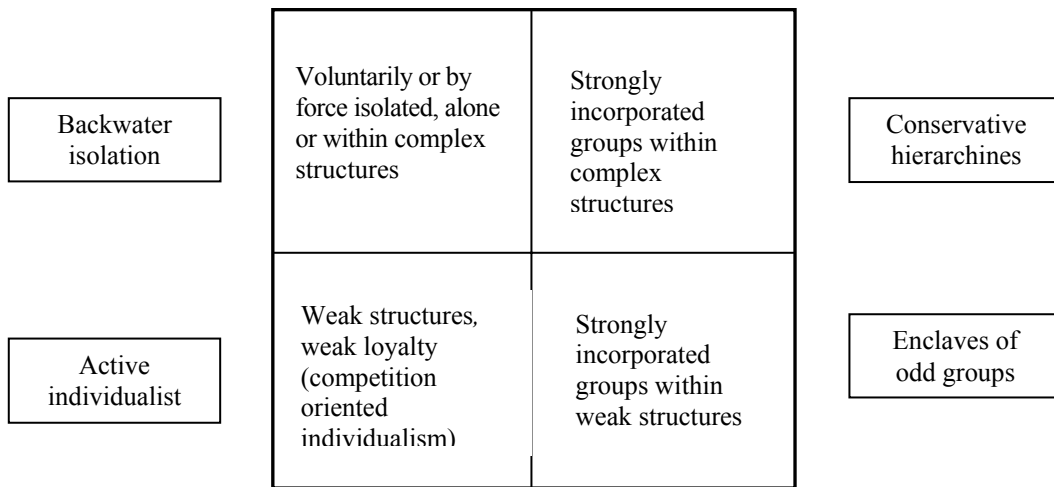 Backwater
isolation
Voluntarily or by
force isolated, alone
or within complex
structures
Strongly
incorporated
groups within
complex
structures
Conservative
hierarchines
Active
individualist
Weak structures,
weak loyalty
(competition
oriented
individualism)
Strongly
incorporated
groups within
weak structures
Enclaves of
odd groups